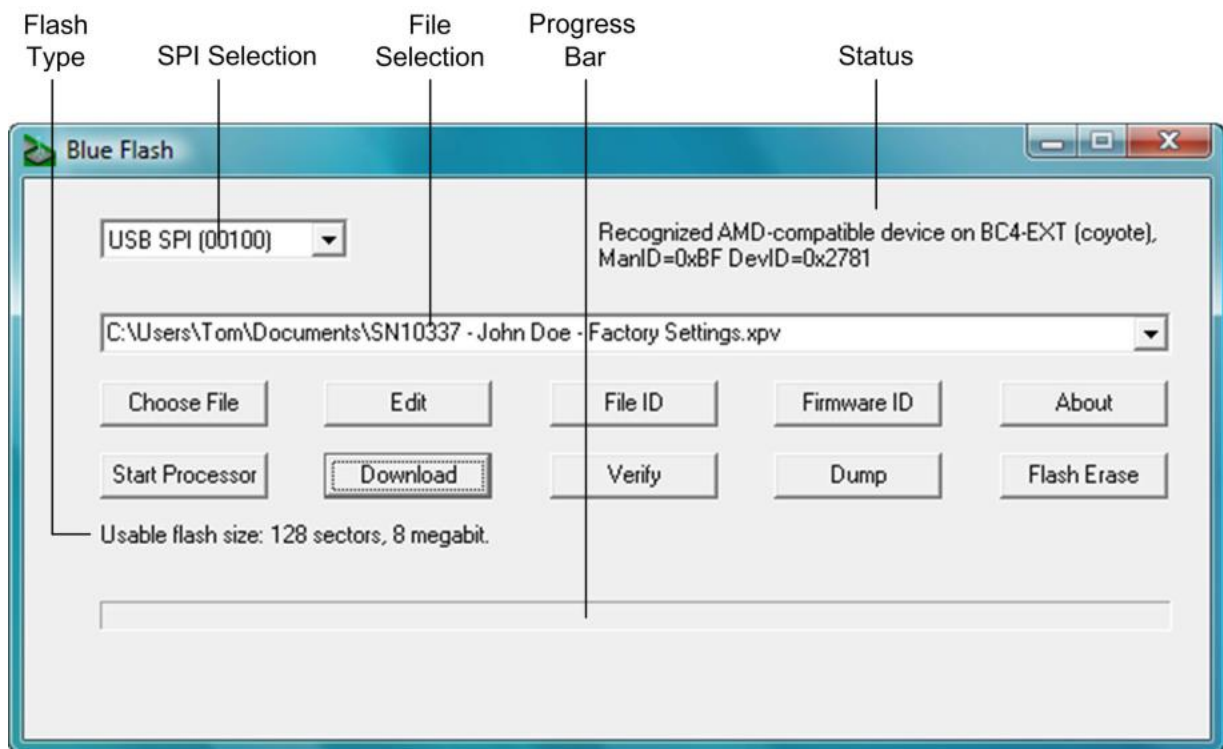 Flash
Type
SPI Selection
File
Selection
Progress
Bar
Status
Blue Flash
USB SPI (00100)
Recognized AMD-compatible device on BC4-EXT (coyote),
ManID=0xBF DevID=0x2781
C:\Users\Tom\Documents\SN10337 - John Doe - Factory Settings.xpv
Choose File
Edit
File ID
Firmware ID
About
Start Processor
Download
Verify
Dump
Flash Erase
Usable flash size: 128 sectors, 8 megabit.